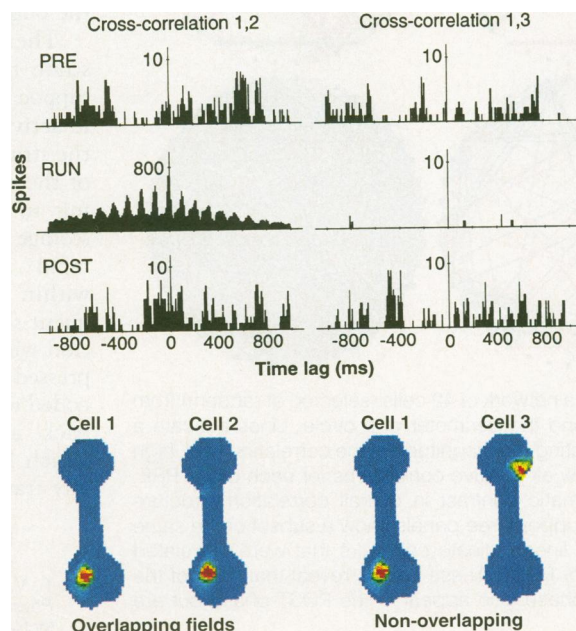 Cross-correlation 1,2
Cross-correlation 1,3
PRE
10
10
RUN
800
10
Spikes
POST
10
10
-800 -400 0 400 800
-800 -400 0 400 800
Time lag (ms)
Cell 1 Cell 2 Cell 1 Cell 3
Overlapping fields
Non-overlapping